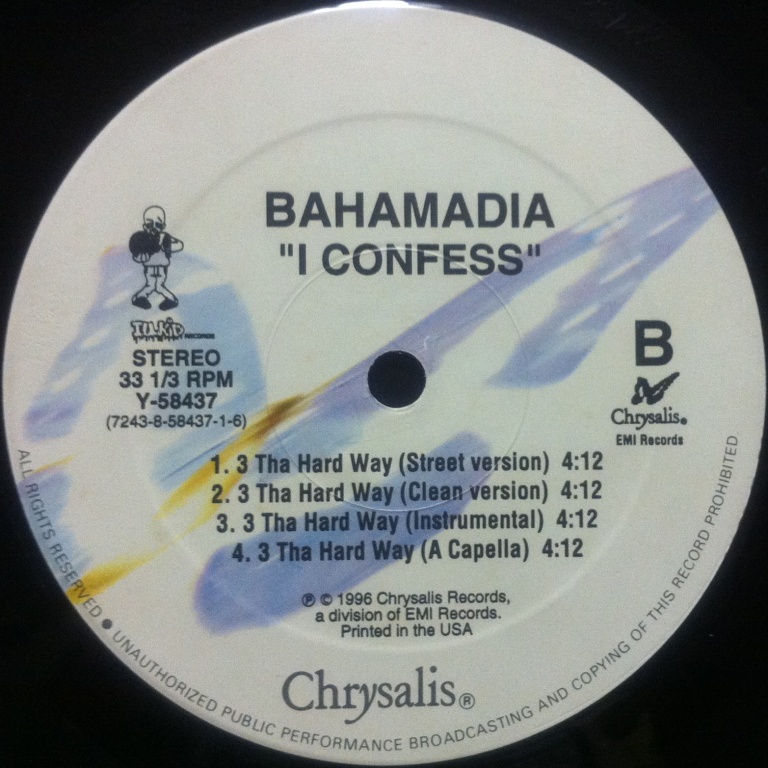 BAHAMADIA
"I CONFESS"
ILL KID RECORDS
STEREO
33 1/3 RPM
Y-58437
(7243-8-58437-1-6)
B
Chrysalis®
EMI Records
1. 3 Tha Hard Way (Street version) 4:12
2. 3 Tha Hard Way (Clean version) 4:12
3. 3 Tha Hard Way (Instrumental) 4:12
4. 3 Tha Hard Way (A Capella) 4:12
℗ © 1996 Chrysalis Records,
a division of EMI Records.
Printed in the USA
Chrysalis®
ALL RIGHTS RESERVED ● UNAUTHORIZED PUBLIC PERFORMANCE BROADCASTING AND COPYING OF THIS RECORD PROHIBITED